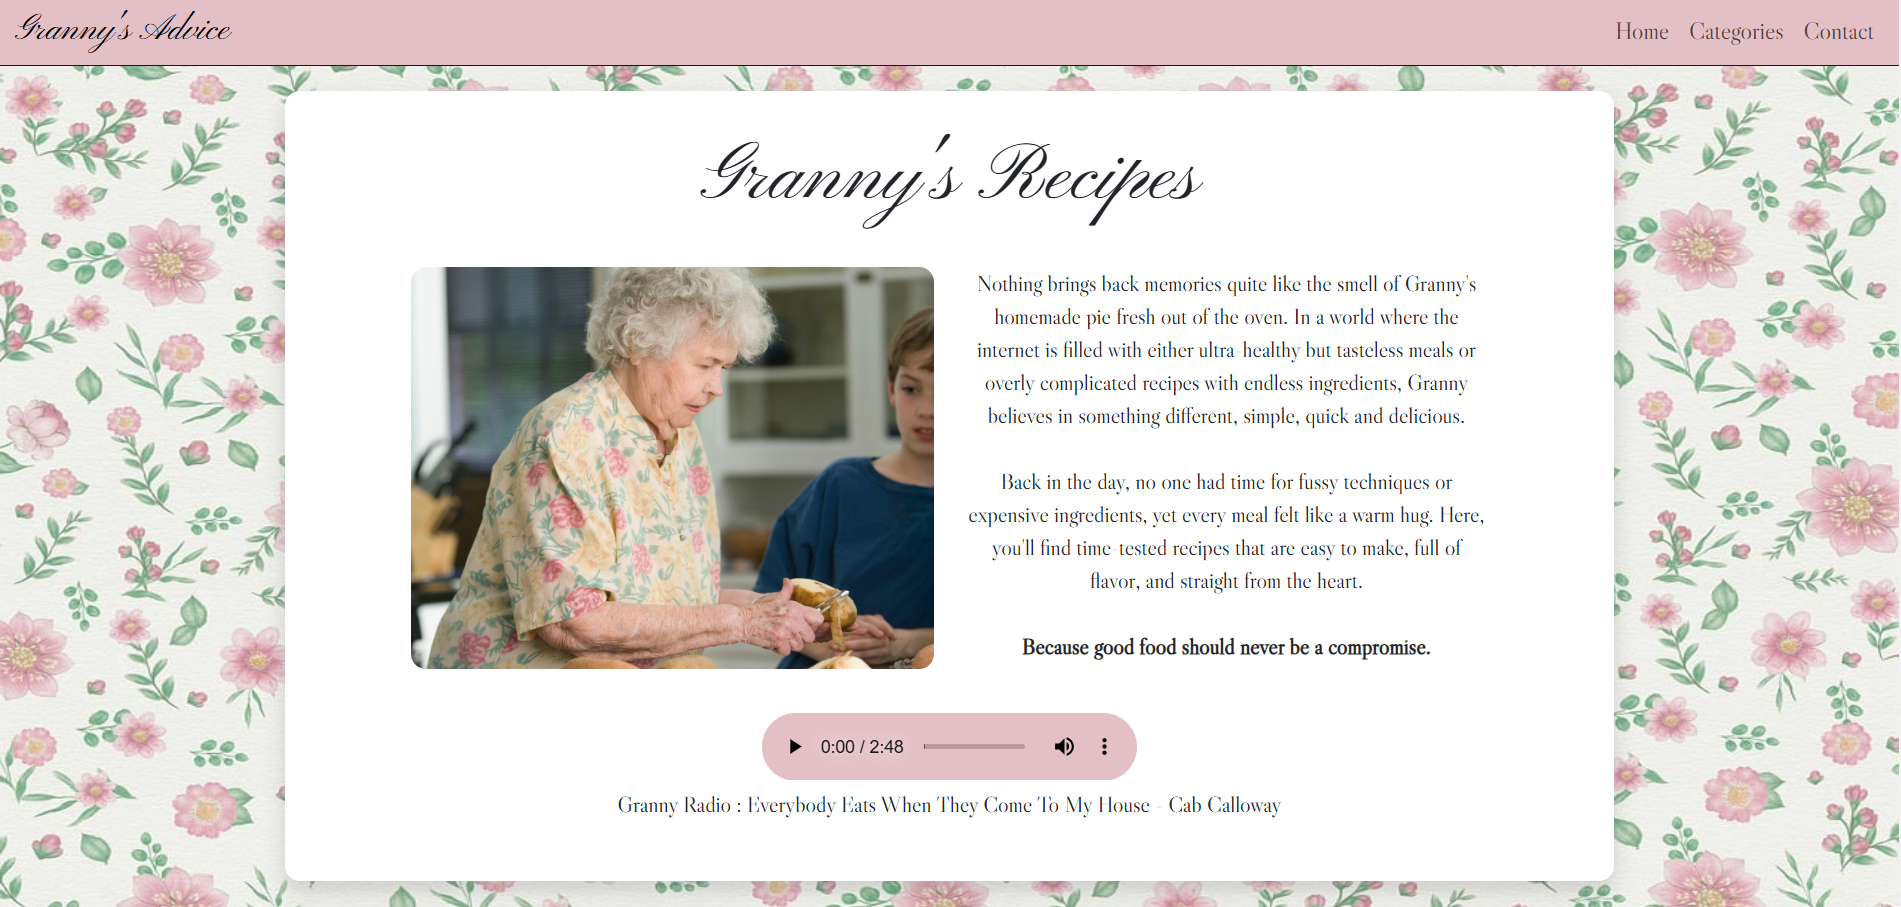 Granny's Advice
Home Categories Contact
Granny's Recipes
Nothing brings back memories quite like the smell of Granny's
homemade pie fresh out of the oven. In a world where the
internet is filled with either ultra-healthy but tasteless meals or
overly complicated recipes with endless ingredients, Granny
believes in something different, simple, quick and delicious.
Back in the day, no one had time for fussy techniques or
expensive ingredients, yet every meal felt like a warm hug. Here,
you'll find time-tested recipes that are easy to make, full of
flavor, and straight from the heart.
Because good food should never be a compromise.
0:00 / 2:48
Granny Radio : Everybody Eats When They Come To My House - Cab Calloway